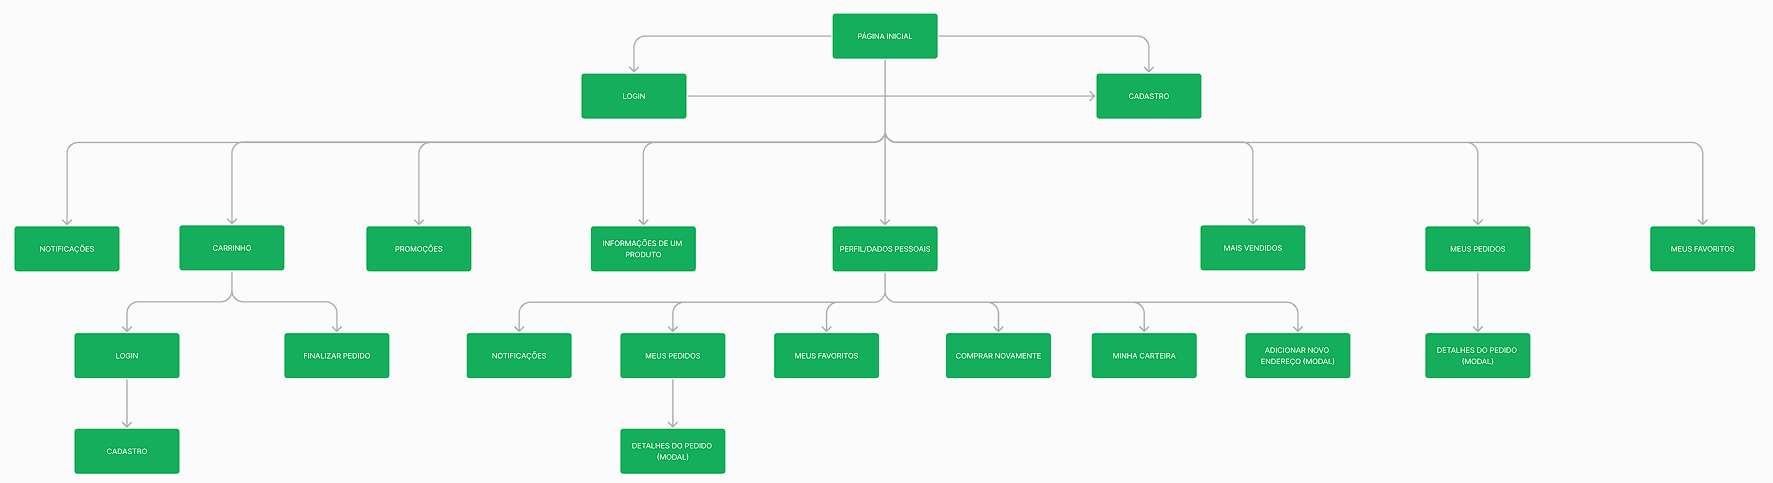 PÁGINA INICIAL
LOGIN
CADASTRO
NOTIFICAÇÕES
CARRINHO
PROMOÇÕES
INFORMAÇÕES DE UM
PRODUTO
PERFIL/DADOS PESSOAIS
MAIS VENDIDOS
MEUS PEDIDOS
MEUS FAVORITOS
LOGIN
FINALIZAR PEDIDO
NOTIFICAÇÕES
MEUS PEDIDOS
MEUS FAVORITOS
COMPRAR NOVAMENTE
MINHA CARTEIRA
ADICIONAR NOVO
ENDEREÇO (MODAL)
DETALHES DO PEDIDO
(MODAL)
CADASTRO
DETALHES DO PEDIDO
(MODAL)